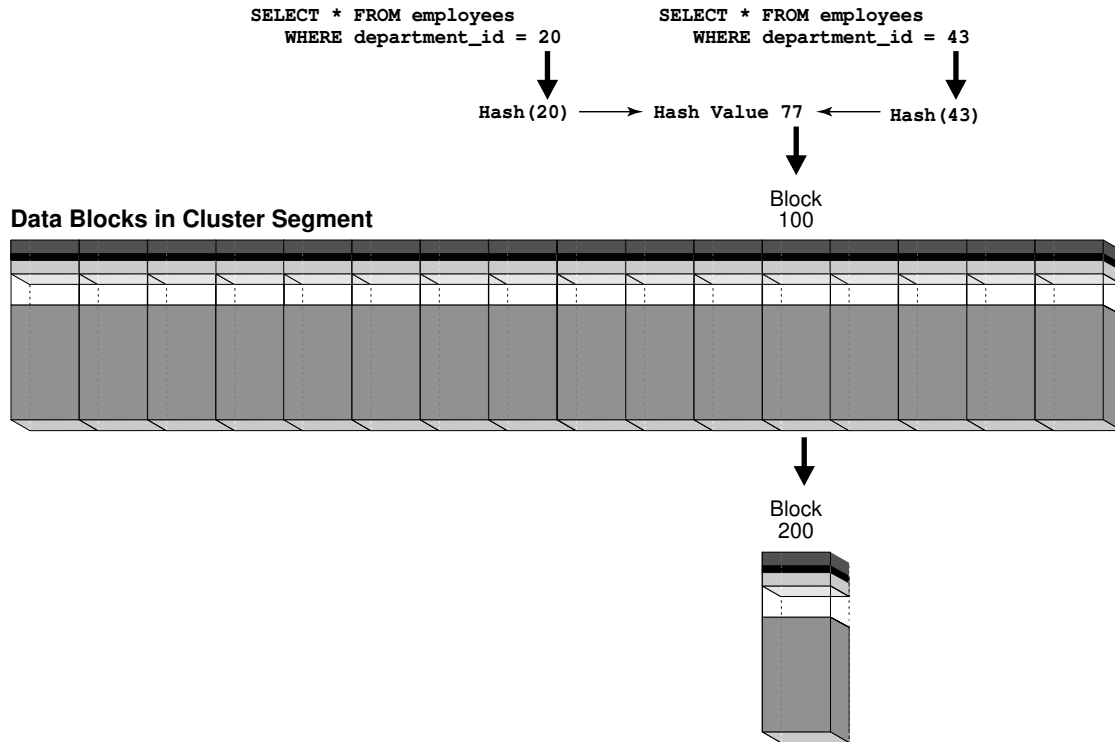 SELECT * FROM employees
WHERE department_id = 20
SELECT * FROM employees
WHERE department_id = 43
Hash(20)
Hash Value 77
Hash(43)
Block
100
Data Blocks in Cluster Segment
Block
200